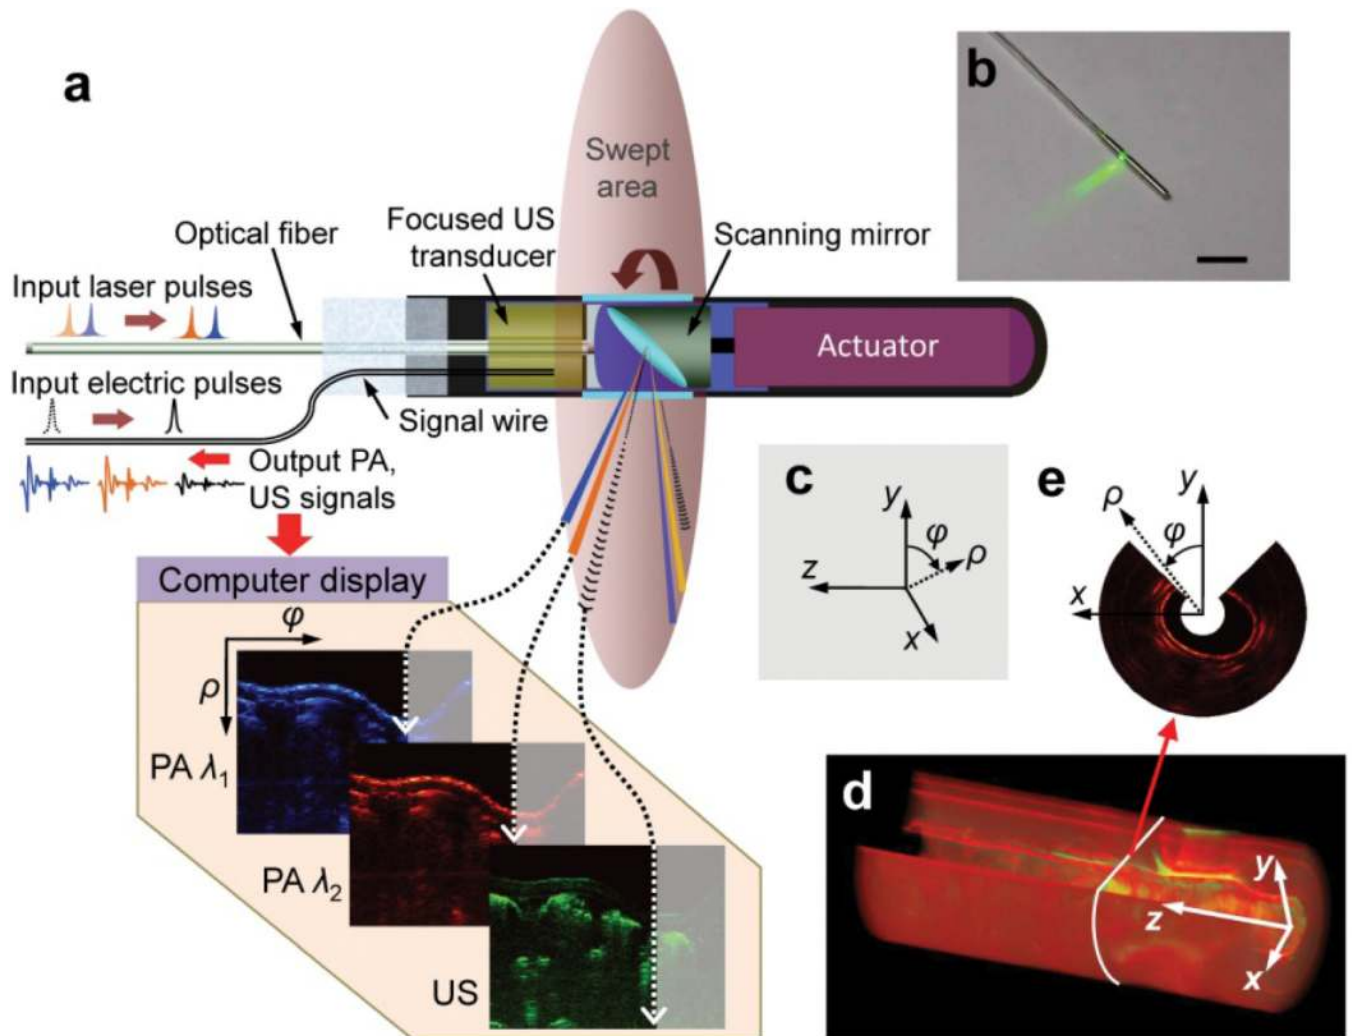 a
Swept
area
Optical fiber
Focused US
transducer
Scanning mirror
Input laser pulses
Actuator
Input electric pulses
Signal wire
Output PA,
US signals
Computer display
φ
ρ
PA λ1
PA λ2
US
b
c
y
φ
ρ
z
x
e
ρ
y
φ
x
d
y
z
x